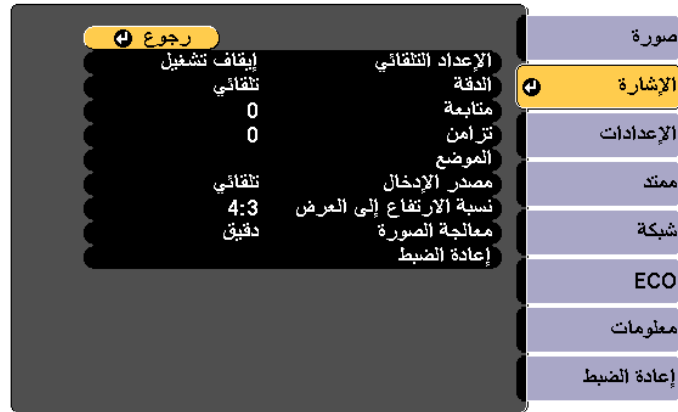 صورة
الإشارة
الإعدادات
ممتد
شبكة
ECO
معلومات
إعادة الضبط
رجوع
الإعداد التلقائي إيقاف تشغيل
الدقة تلقائي
متابعة 0
تزامن 0
الموضع
مصدر الإدخال تلقائي
نسبة الارتفاع إلى العرض 4:3
معالجة الصورة دقيق
إعادة الضبط